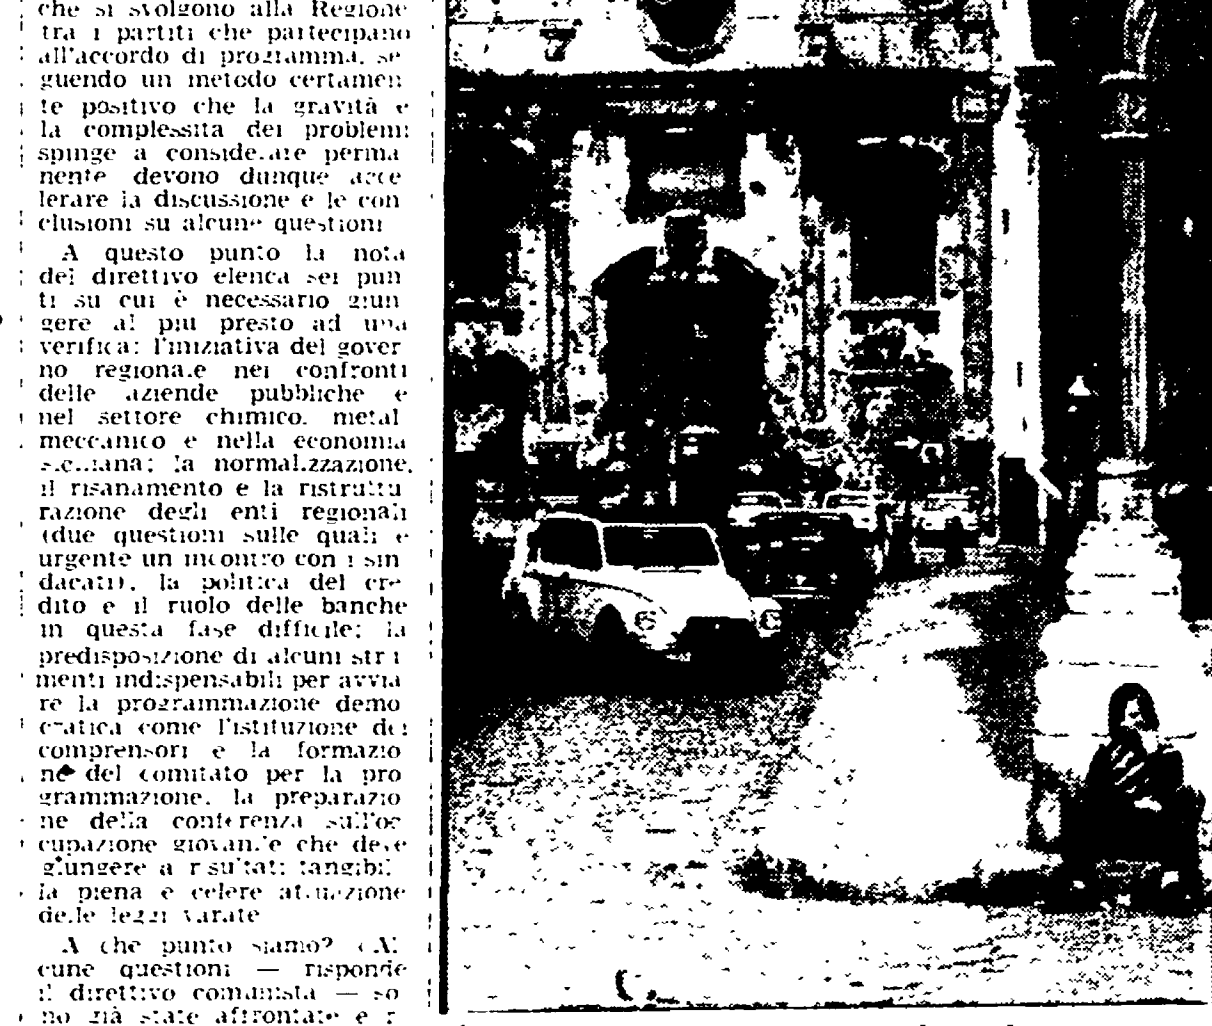 che si svolgono alla Regione
tra i partiti che partecipano
all'accordo di programma, se
guendo un metodo certamen
te positivo che la gravità e
la complessità dei problemi
spinge a considerare perma
nente devono dunque acce
lerare la discussione e le con
clusioni su alcune questioni
A questo punto la nota
del direttivo elenca sei pun
ti su cui è necessario giun
gere al più presto ad una
verifica: l'iniziativa del gover
no regionale nei confronti
delle aziende pubbliche e
nel settore chimico, metal
meccanico e nella economia
siciliana; la normalizzazione,
il risanamento e la ristruttu
razione degli enti regionali
(due questioni sulle quali è
urgente un incontro con i sin
dacati), la politica del cre
dito e il ruolo delle banche
in questa fase difficile; la
predisposizione di alcuni stru
menti indispensabili per avvia
re la programmazione demo
cratica come l'istituzione dei
comprensori e la formazio
ne del comitato per la pro
grammazione, la preparazio
ne della conferenza sull'oc
cupazione giovanile che deve
giungere a risultati tangibili
la piena e celere attuazione
delle leggi varate
A che punto siamo? «Al
cune questioni — risponde
il direttivo comunista — so
no già state affrontate e r